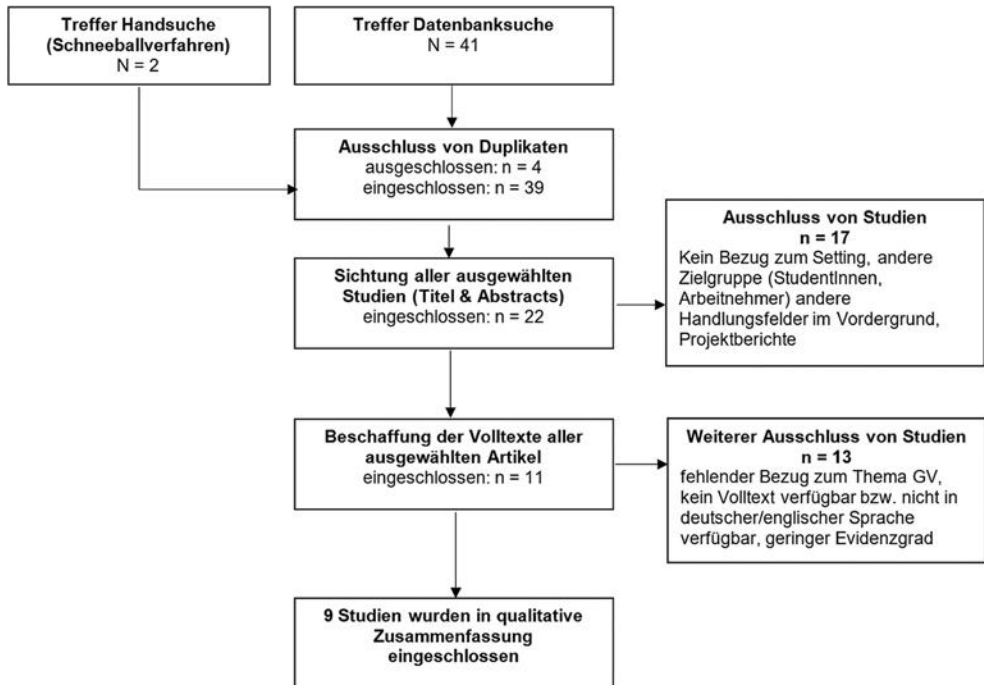 Treffer Handsuche
(Schneeballverfahren)
N = 2
Treffer Datenbanksuche
N = 41
Ausschluss von Duplikaten
ausgeschlossen: n = 4
eingeschlossen: n = 39
Ausschluss von Studien
n = 17
Kein Bezug zum Setting, andere
Zielgruppe (StudentInnen,
Arbeitnehmer) andere
Handlungsfelder im Vordergrund,
Projektberichte
Sichtung aller ausgewählten
Studien (Titel & Abstracts)
eingeschlossen: n = 22
Beschaffung der Volltexte aller
ausgewählten Artikel
eingeschlossen: n = 11
Weiterer Ausschluss von Studien
n = 13
fehlender Bezug zum Thema GV,
kein Volltext verfügbar bzw. nicht in
deutscher/englischer Sprache
verfügbar, geringer Evidenzgrad
9 Studien wurden in qualitative
Zusammenfassung
eingeschlossen